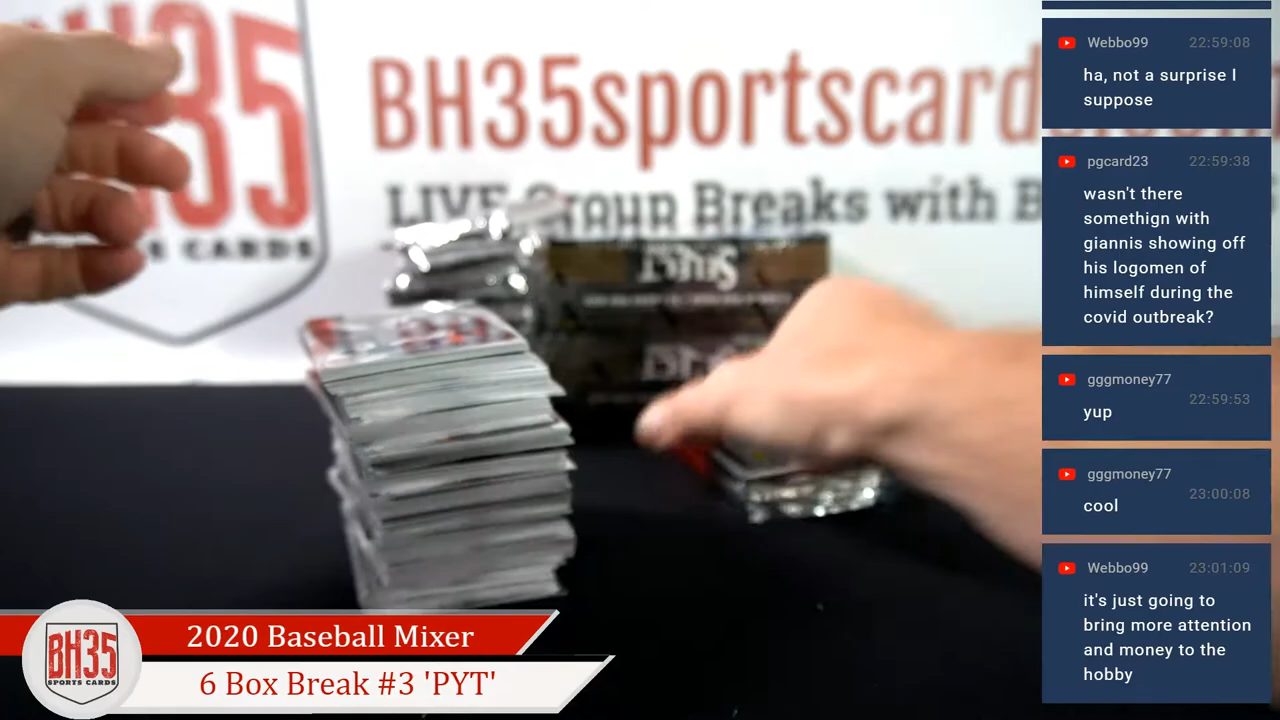 BH35sportscard
LIVE Group Breaks with B
35
E CARDS
Webbo99 22:59:08
ha, not a surprise I
suppose
pgcard23 22:59:38
wasn't there
somethign with
giannis showing off
his logomen of
himself during the
covid outbreak?
gggmoney77 22:59:53
yup
gggmoney77 23:00:08
cool
Webbo99 23:01:09
it's just going to
bring more attention
and money to the
hobby
BH35
SPORTS CARDS
2020 Baseball Mixer
6 Box Break #3 'PYT'